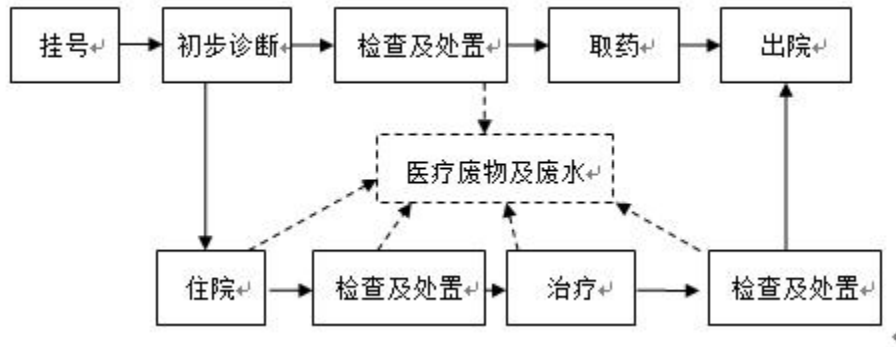 挂号
初步诊断
检查及处置
取药
出院
医疗废物及废水
住院
检查及处置
治疗
检查及处置